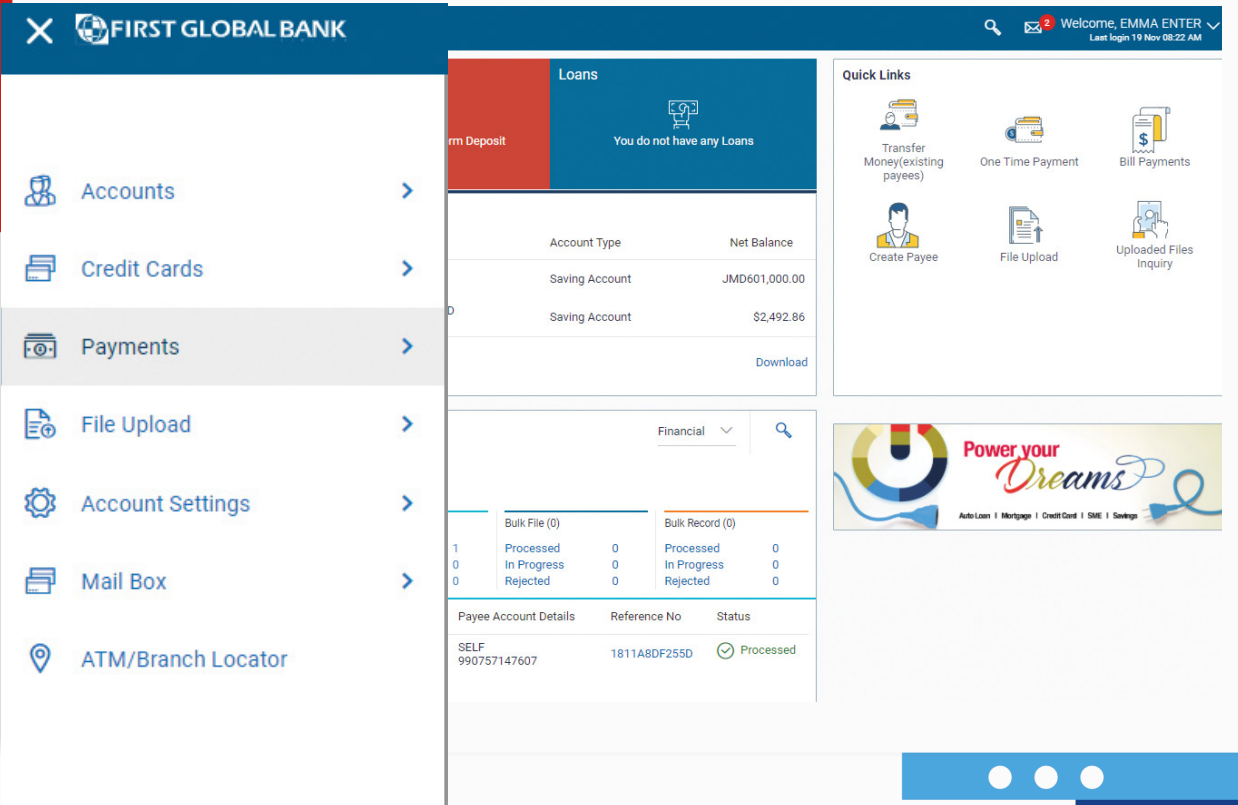 FIRST GLOBAL BANK
Accounts
Credit Cards
Payments
File Upload
Account Settings
Mail Box
ATM/Branch Locator
2
Welcome, EMMA ENTER
Last login 19 Nov 08:22 AM
rm Deposit
Loans
You do not have any Loans
Account Type Net Balance
Saving Account JMD601,000.00
D
Saving Account $2,492.86
Download
Financial
1
0
0
Bulk File (0)
Processed 0
In Progress 0
Rejected 0
Bulk Record (0)
Processed 0
In Progress 0
Rejected 0
Payee Account Details Reference No Status
SELF
990757147607
1811A8DF255D
Processed
Quick Links
Transfer
Money(existing
payees)
One Time Payment
Bill Payments
Create Payee
File Upload
Uploaded Files
Inquiry
Power your
Dreams
Auto Loan I Mortgage I Credit Card I SME I Savings